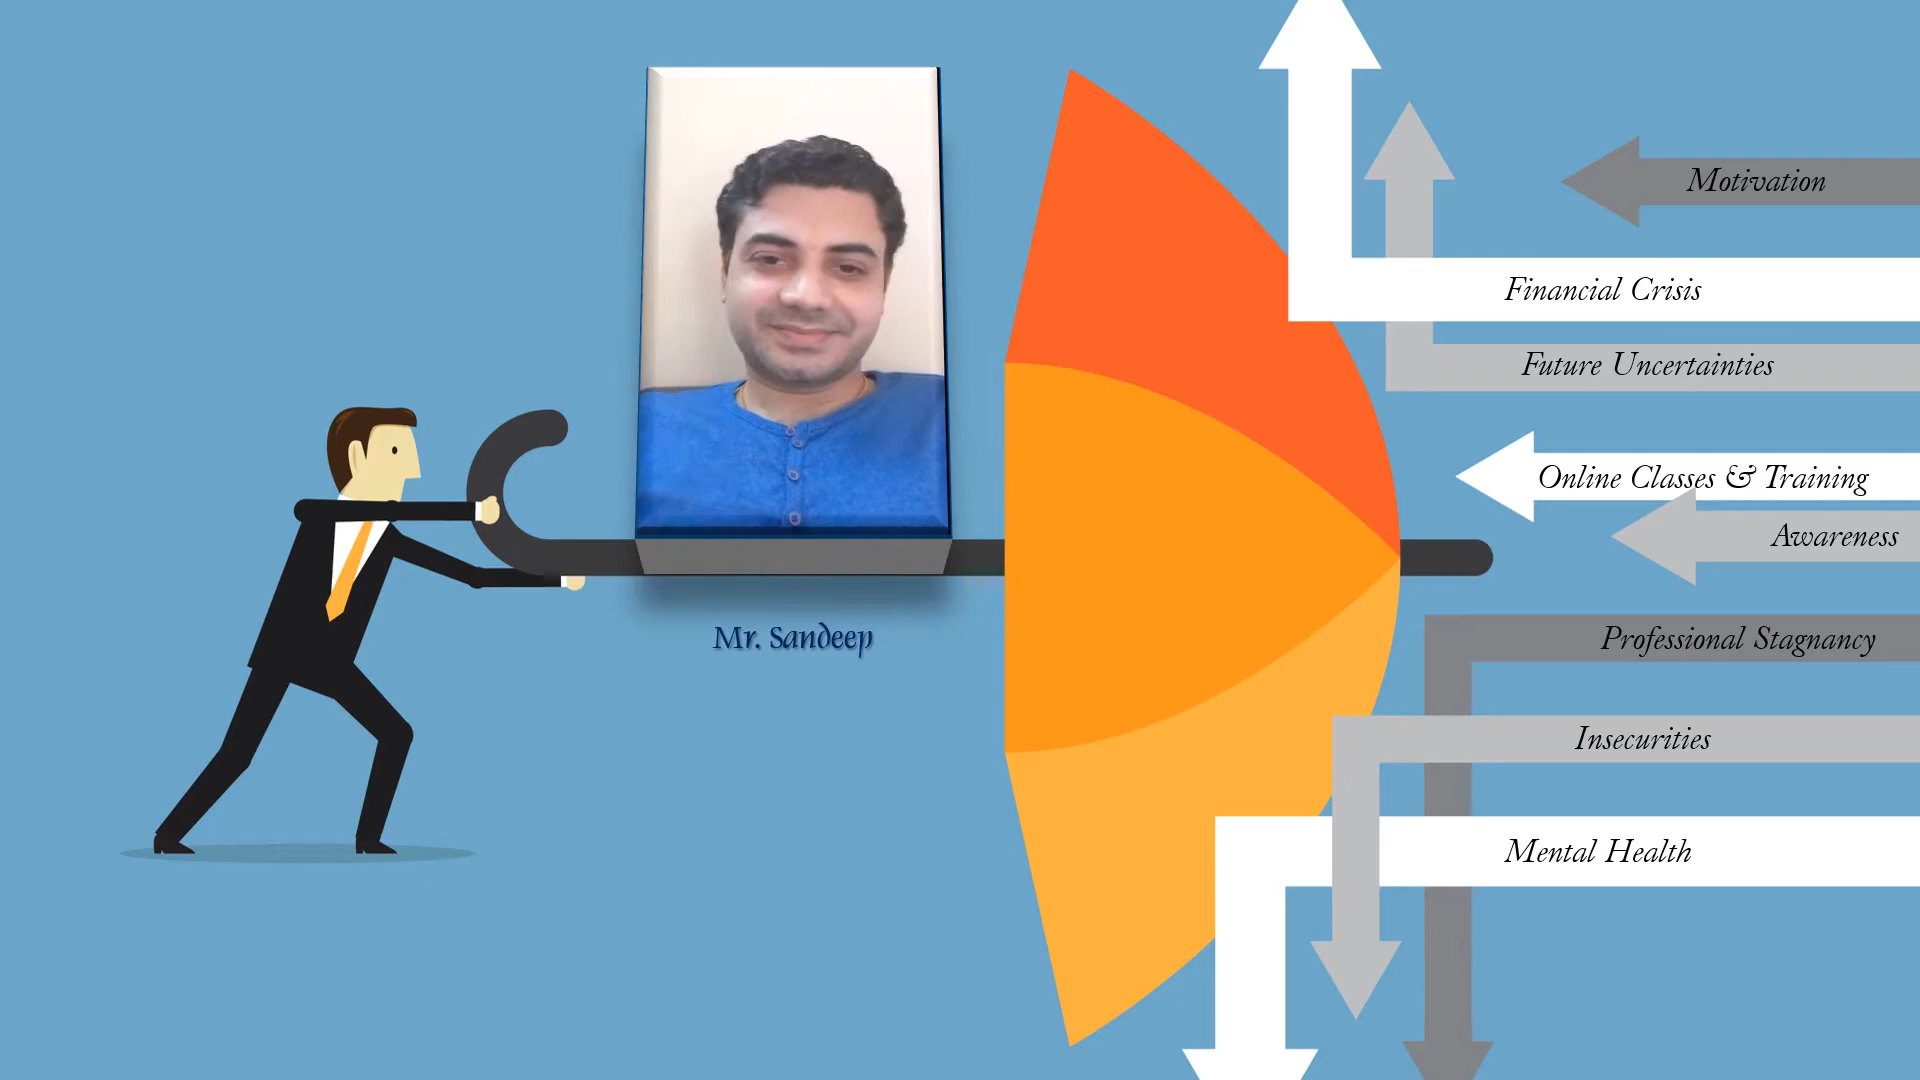 Motivation
Financial Crisis
Future Uncertainties
Online Classes & Training
Awareness
Mr. Sandeep
Professional Stagnancy
Insecurities
Mental Health